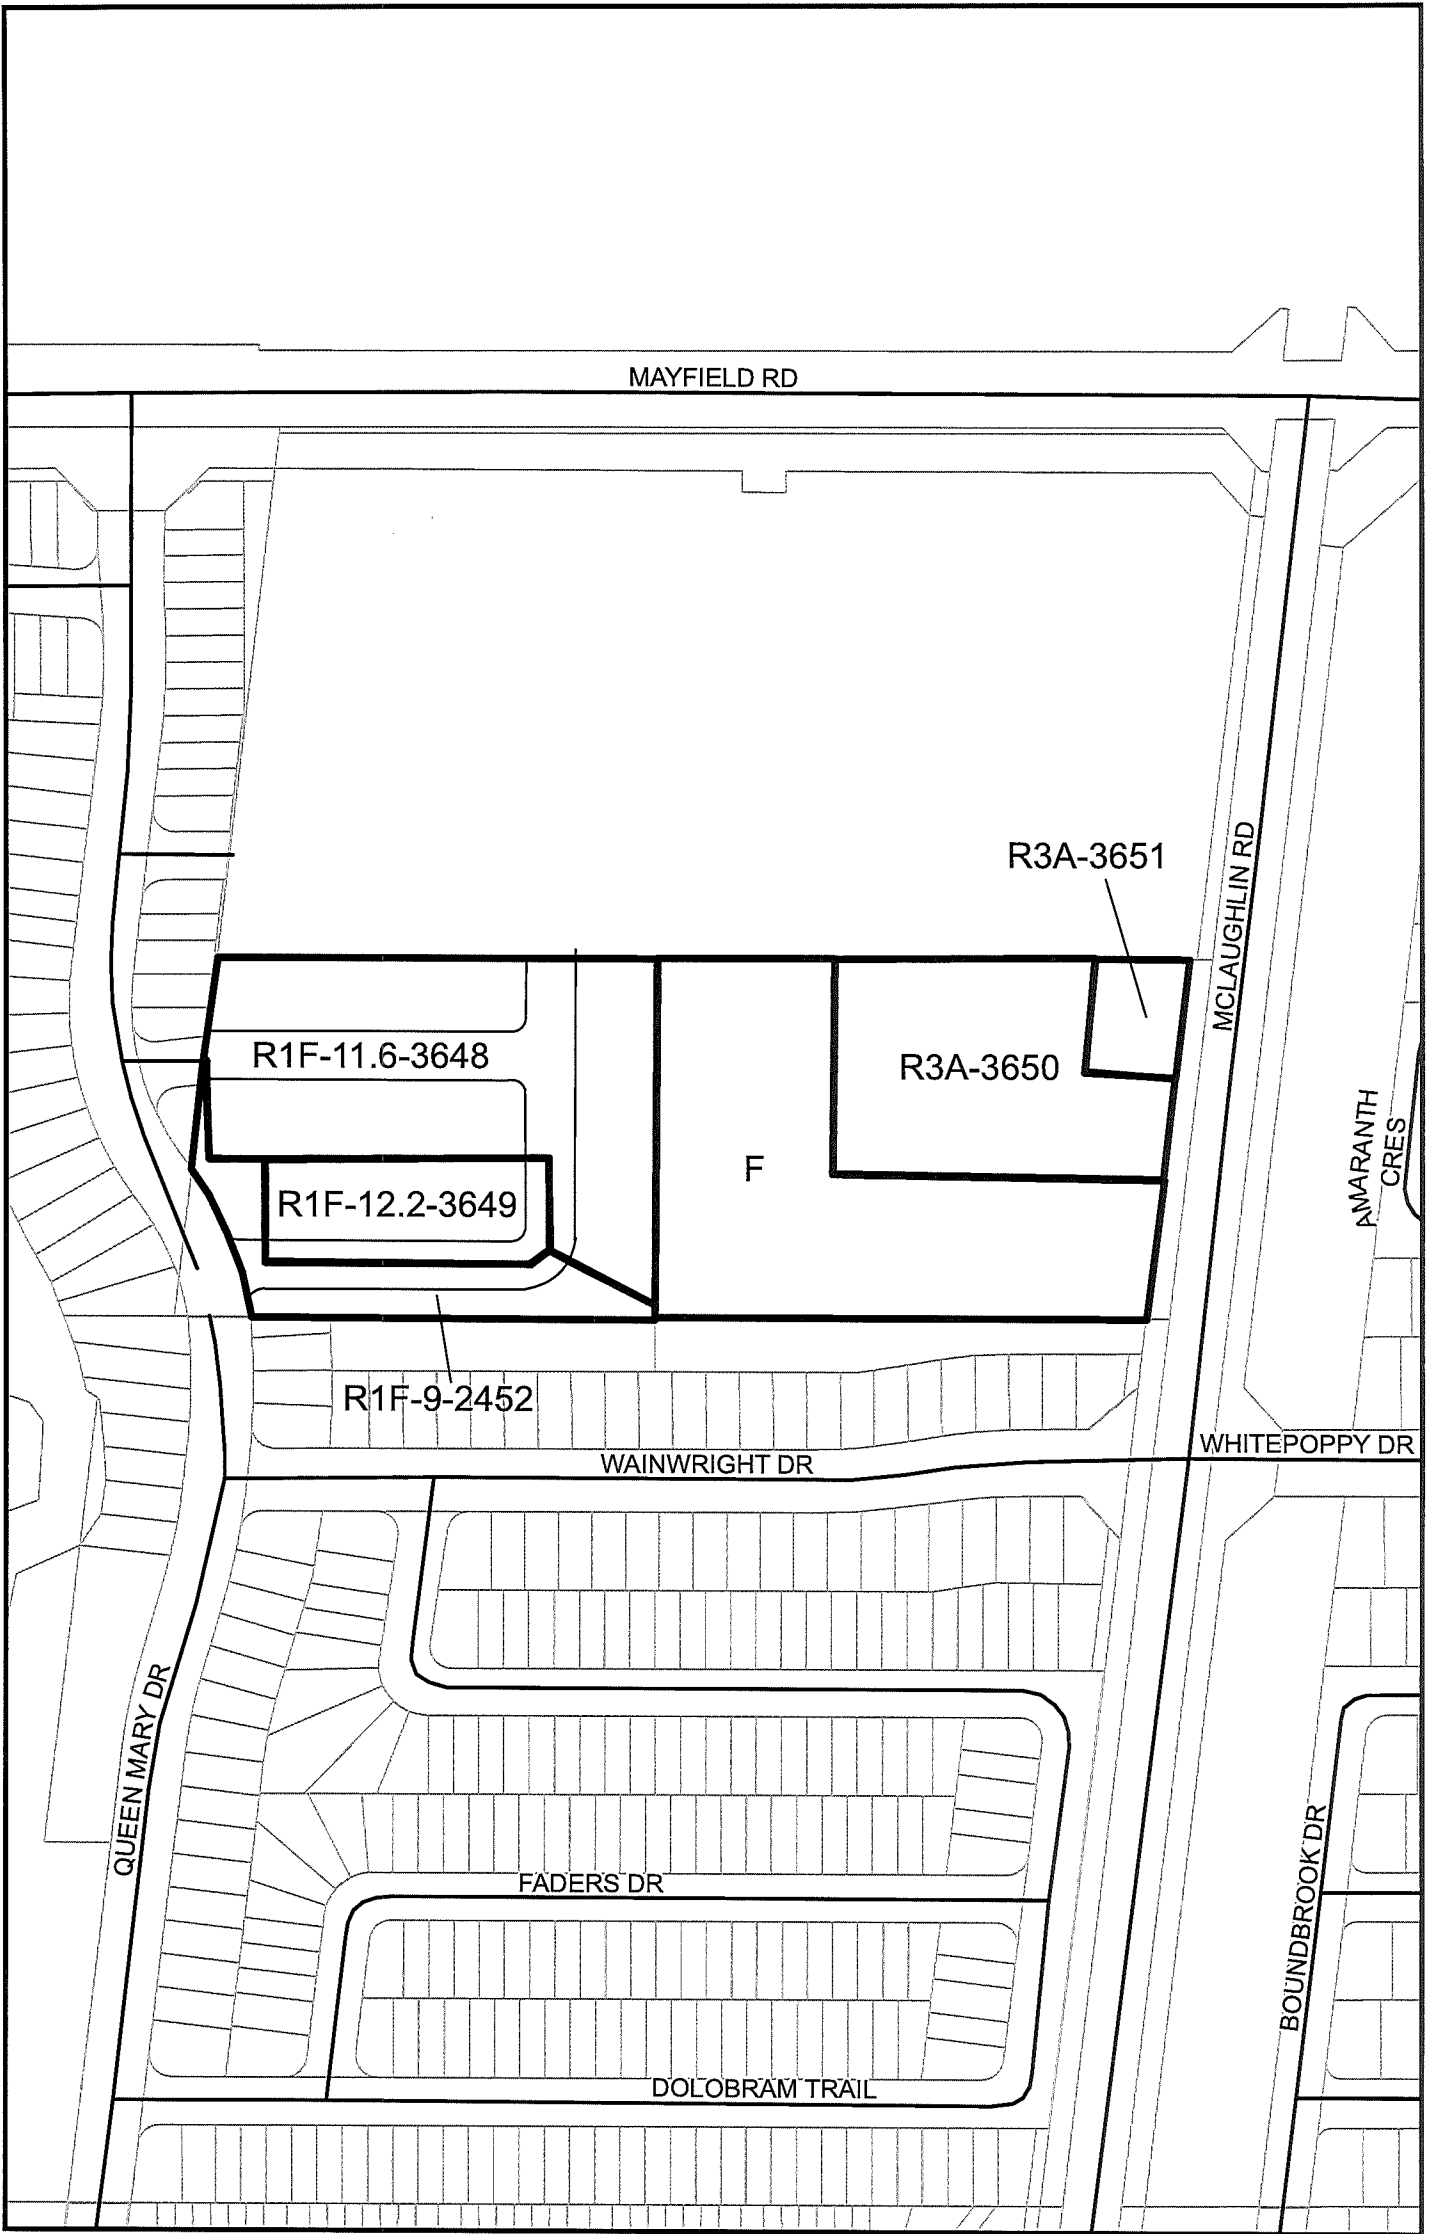 MAYFIELD RD
R3A-3651
MCLAUGHLIN RD
R1F-11.6-3648
R3A-3650
AMARANTH
CRES
F
R1F-12.2-3649
R1F-9-2452
WHITEPOPPY DR
WAINWRIGHT DR
QUEEN MARY DR
FADERS DR
BOUNDBROOK DR
DOLOBRAM TRAIL